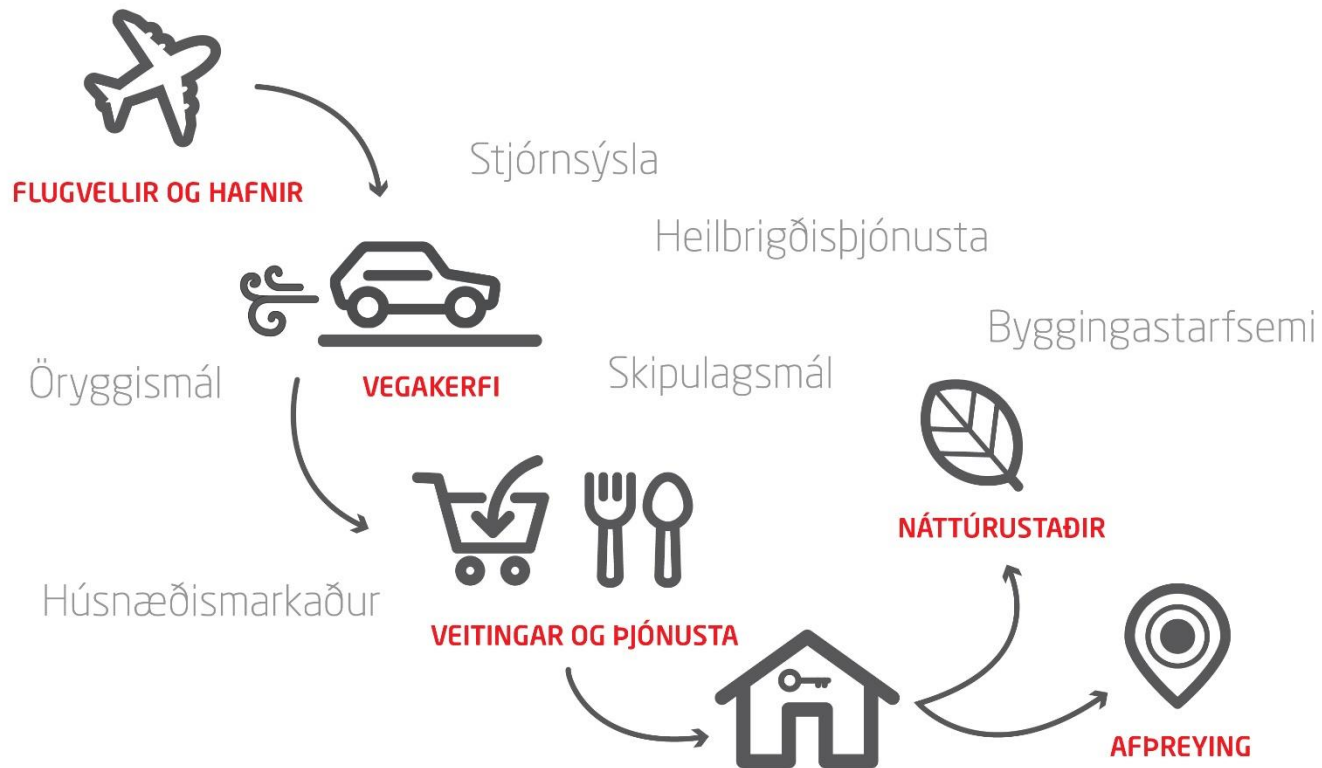 Stjórnsýsla
FLUGVELLIR OG HAFNIR
Heilbrigðisþjónusta
Byggingastarfsemi
Öryggismál
VEGAKERFI
Skipulagsmál
NÁTTÚRUSTAÐIR
Húsnæðismarkaður
VEITINGAR OG ÞJÓNUSTA
AFÞREYING